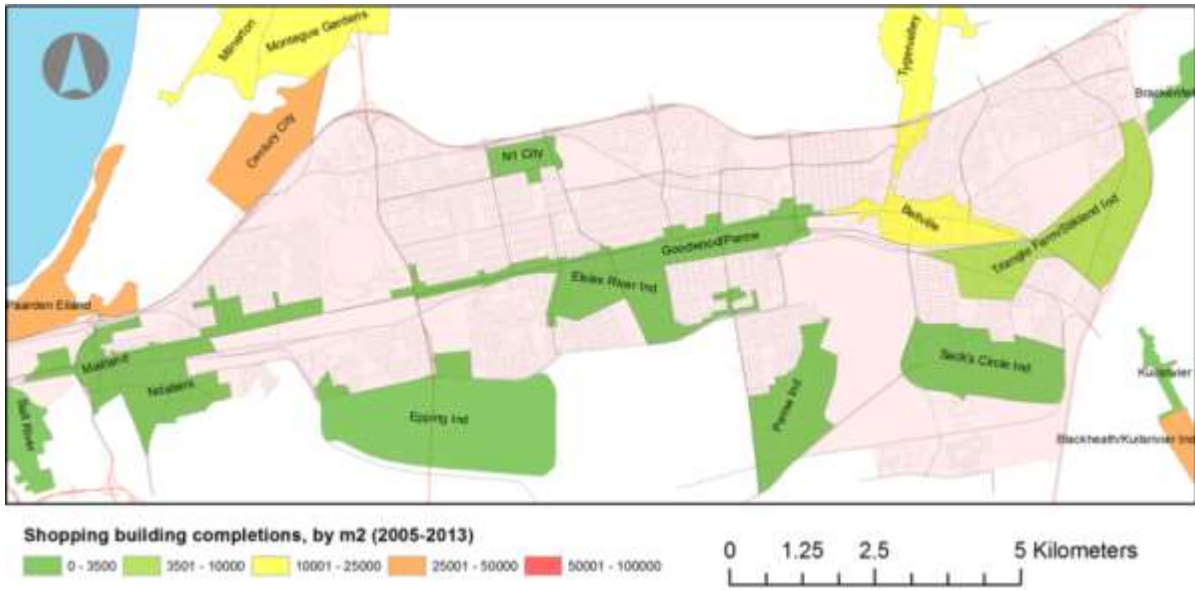 Milnerton
Montague Gardens
Tygervalley
Brackenfell
Century City
N1 City
Goodwood/Parow
Bellville
Triangle Farm/Stikland Ind
Elsies River Ind
Paarden Eiland
Maitland
Ndabeni
Salt River
Epping Ind
Parow Ind
Sack's Circle Ind
Kuilsrivier
Blackheath/Kuilsrivier Ind
Shopping building completions, by m2 (2005-2013)
0 - 3500 3501 - 10000 10001 - 25000 25001 - 50000 50001 - 100000
0 1.25 2.5 5 Kilometers